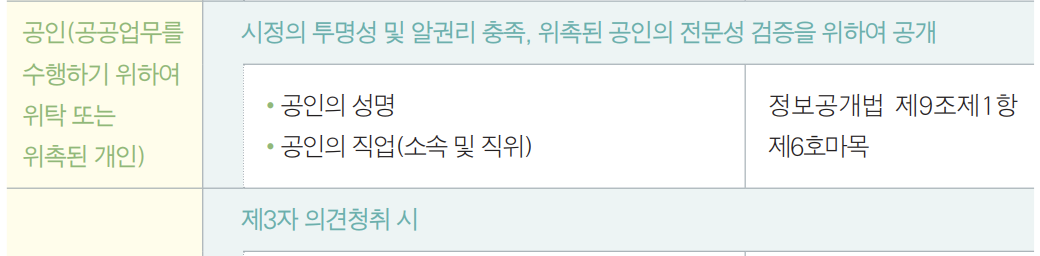 공인(공공업무를
수행하기 위하여
위탁 또는
위촉된 개인)
시정의 투명성 및 알권리 충족, 위촉된 공인의 전문성 검증을 위하여 공개
• 공인의 성명
• 공인의 직업(소속 및 직위)
정보공개법 제9조제1항
제6호마목
제3자 의견청취 시